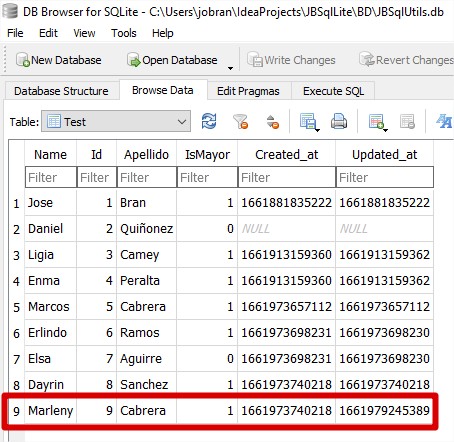 DB Browser for SQLite - C:\Users\jobran\IdeaProjects\JBSqlLite\BD\JBSqlUtils.db
File Edit View Tools Help
New Database Open Database Write Changes Revert Changes
Database Structure Browse Data Edit Pragmas Execute SQL
Table: Test
Name Id Apellido IsMayor Created_at Updated_at
Filter Filter Filter Filter Filter Filter
1 Jose 1 Bran 1 1661881835222 1661881835222
2 Daniel 2 Quiñonez 0 NULL NULL
3 Ligia 3 Camey 1 1661913159360 1661913159362
4 Enma 4 Peralta 1 1661913159360 1661913159362
5 Marcos 5 Cabrera 1 1661973657112 1661973657112
6 Erlindo 6 Ramos 1 1661973698231 1661973698230
7 Elsa 7 Aguirre 0 1661973698231 1661973698230
8 Dayrin 8 Sanchez 1 1661973740218 1661973740218
9 Marleny 9 Cabrera 1 1661973740218 1661979245389